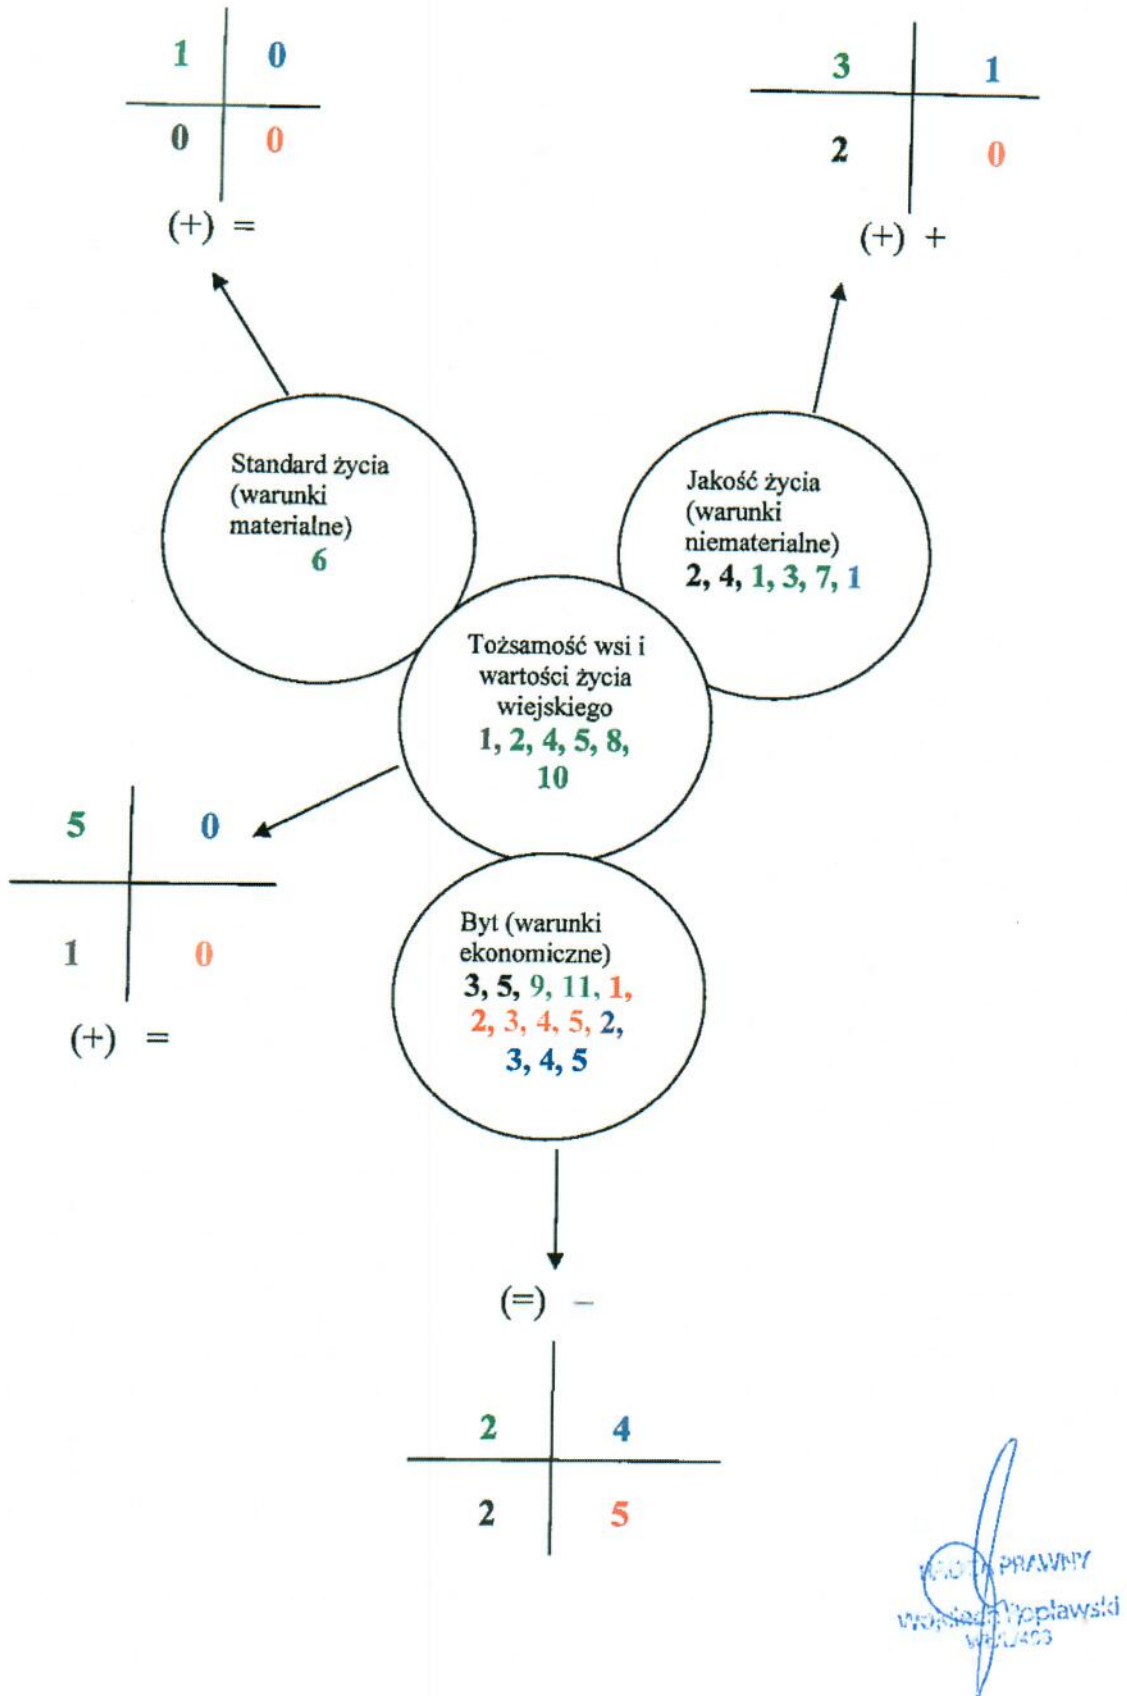 1 0
0 0
(+) =
3 1
2 0
(+) +
Standard życia
(warunki
materialne)
6
Jakość życia
(warunki
niematerialne)
2, 4, 1, 3, 7, 1
Tożsamość wsi i
wartości życia
wiejskiego
1, 2, 4, 5, 8,
10
5 0
1 0
(+) =
Byt (warunki
ekonomiczne)
3, 5, 9, 11, 1,
2, 3, 4, 5, 2,
3, 4, 5
(=) –
2 4
2 5
PRAWNY